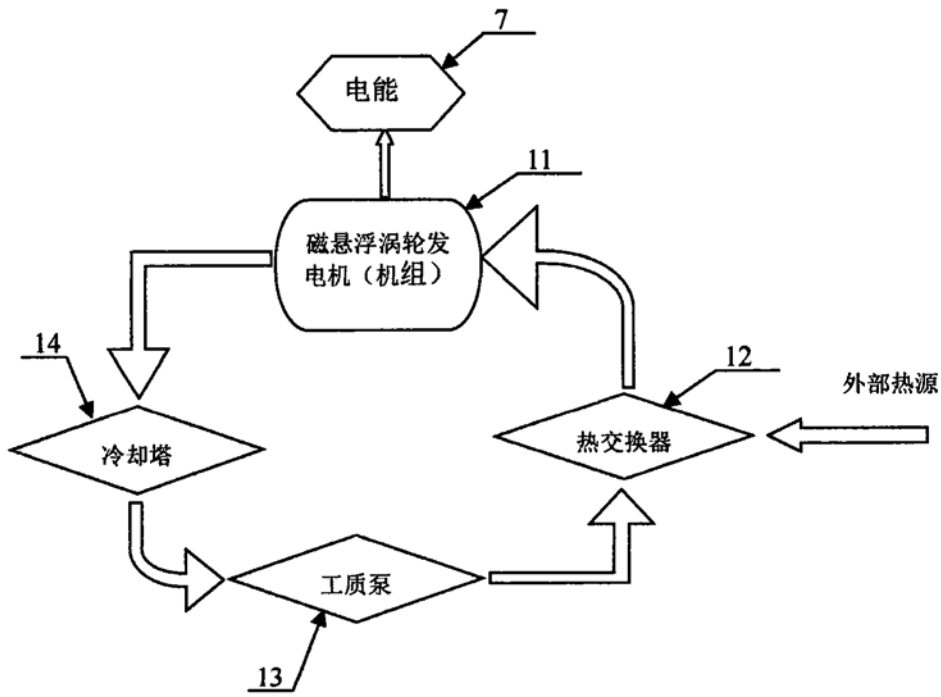 7
电能
11
磁悬浮涡轮发
电机（机组）
14
12
外部热源
冷却塔
热交换器
工质泵
13